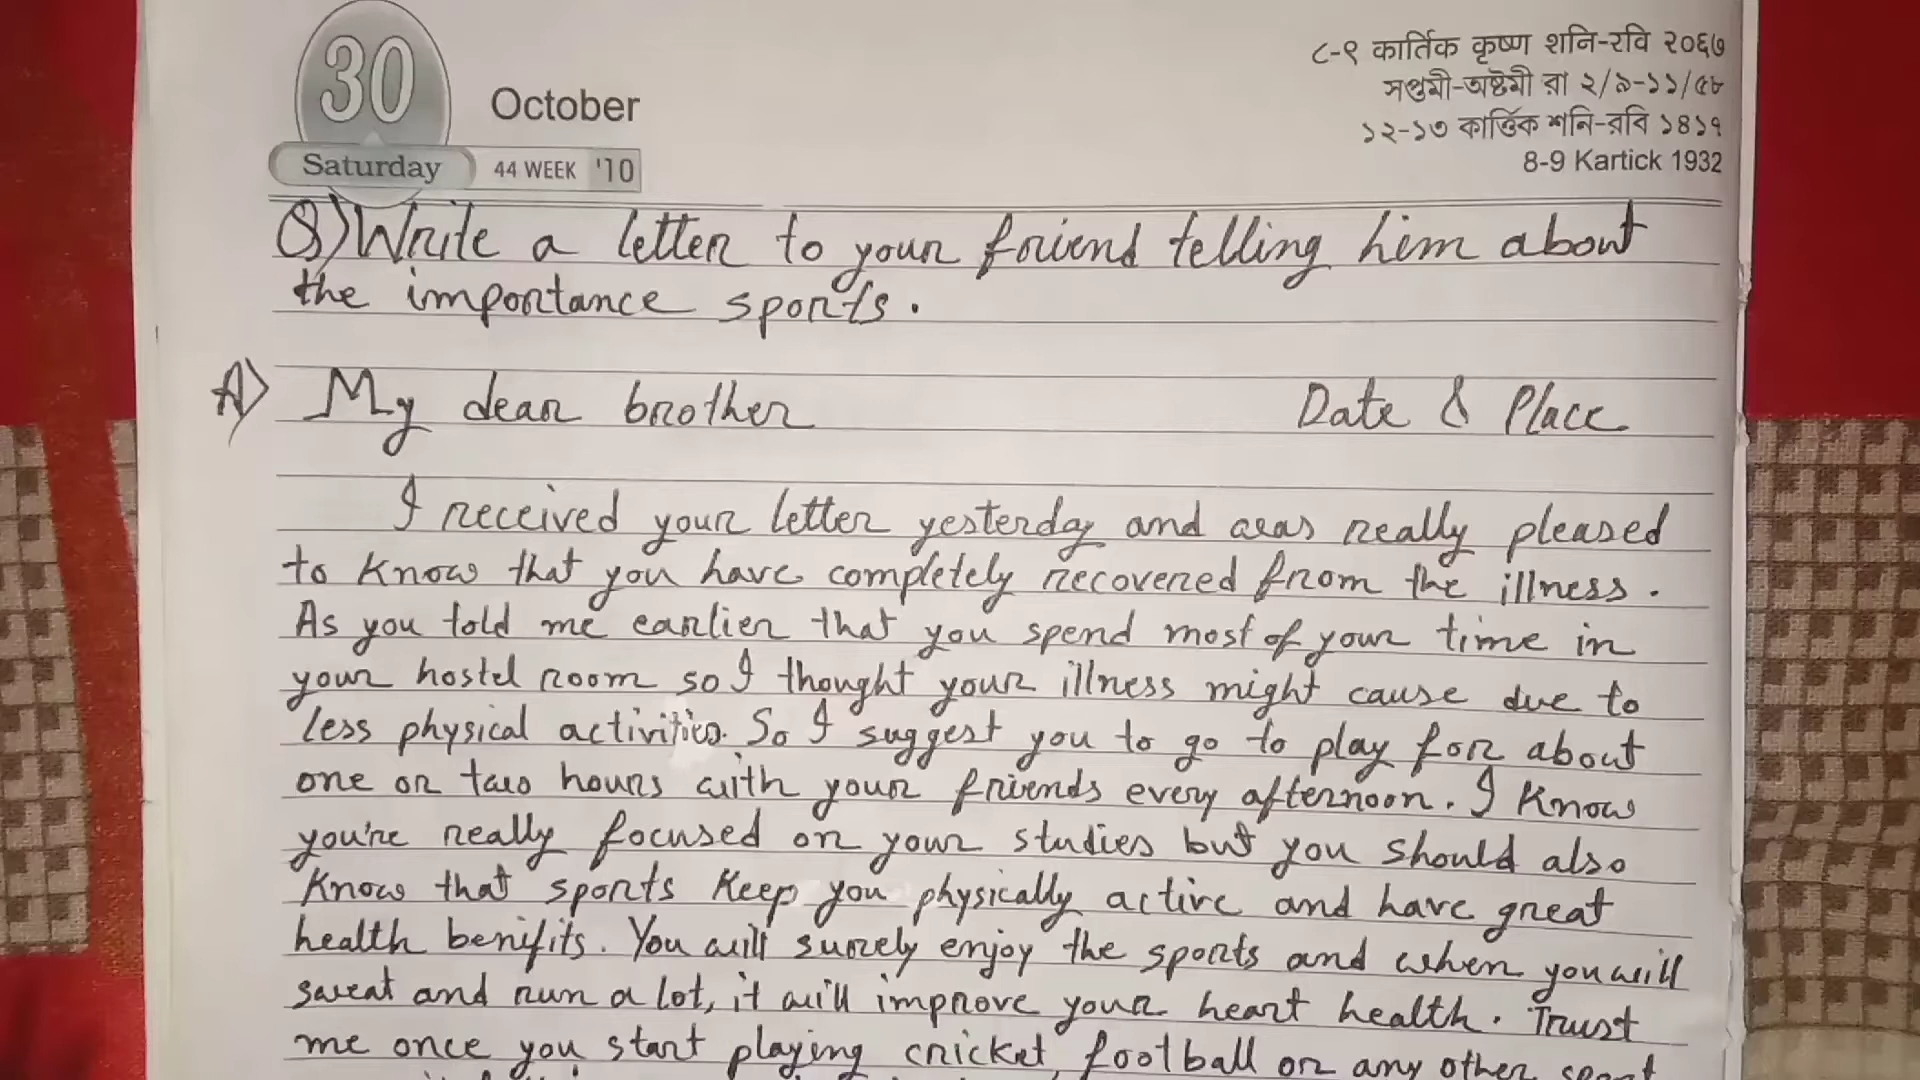 30
October
Saturday
44 WEEK '10
८-९ कार्तिक कृष्ण शनि-रवि २०६७
সপ্তমী-অষ্টমী রা ২/৯-১১/৫৮
১২-১৩ কার্ত্তিক শনি-রবি ১৪১৭
8-9 Kartick 1932
Q) Write a letter to your friend telling him about
the importance sports.
A) My dear brother Date & Place
I received your letter yesterday and was really pleased
to know that you have completely recovered from the illness.
As you told me earlier that you spend most of your time in
your hostel room so I thought your illness might cause due to
less physical activities. So I suggest you to go to play for about
one or two hours with your friends every afternoon. I know
you're really focused on your studies but you should also
know that sports keep you physically active and have great
health benifits. You will surely enjoy the sports and when you will
sweat and run a lot, it will improve your heart health. Trust
me once you start playing cricket, football or any other sport